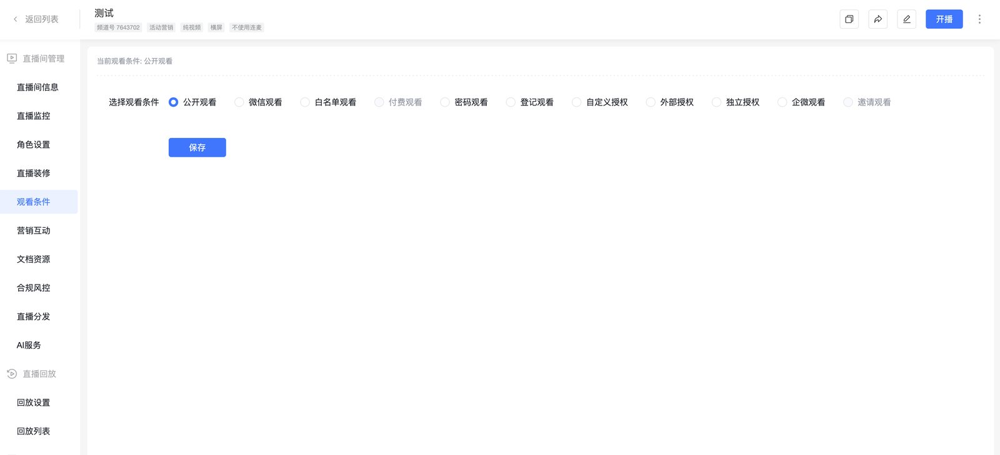 返回列表
测试
频道号 7643702 活动营销 纯视频 横屏 不使用连麦
开播
直播间管理
直播间信息
直播监控
角色设置
直播装修
观看条件
营销互动
文档资源
合规风控
直播分发
AI服务
直播回放
回放设置
回放列表
当前观看条件: 公开观看
选择观看条件 公开观看 微信观看 白名单观看 付费观看 密码观看 登记观看 自定义授权 外部授权 独立授权 企微观看 邀请观看
保存